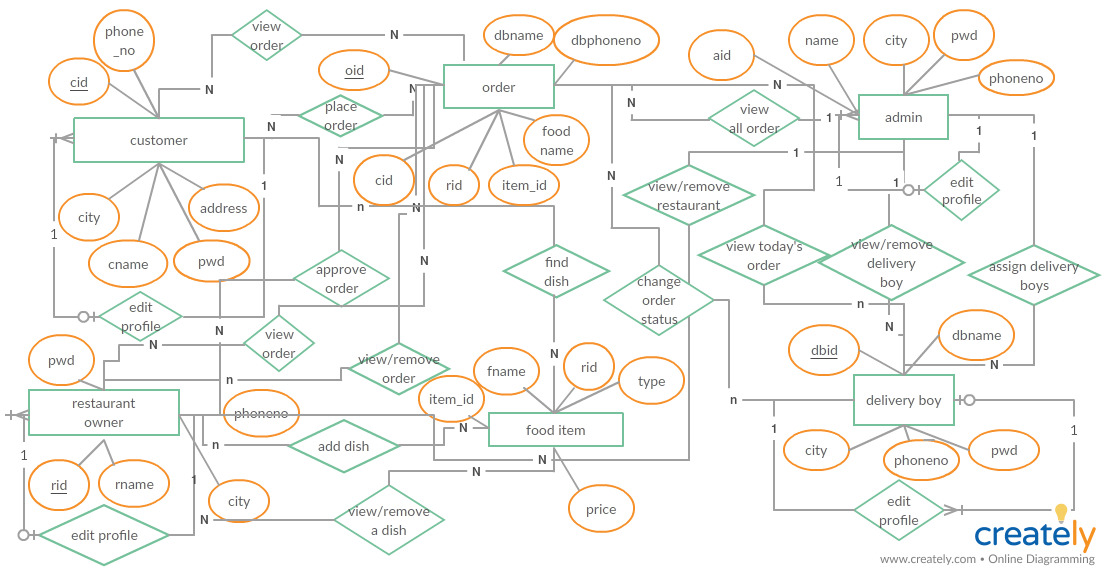 phone
_no
view
order
N
dbname
dbphoneno
name
city
pwd
aid
phoneno
cid
oid
order
N
N
N
N
place
order
N
view
all order
1
admin
1
1
customer
food
name
N
1
edit
profile
cid
rid
item_id
N
1
1
1
view/remove
restaurant
address
n
N
city
1
pwd
cname
approve
order
N
find
dish
view today's
order
view/remove
delivery
boy
assign delivery
boys
change
order
status
edit
profile
N
view
order
N
n
N
dbname
pwd
view/remove
order
N
fname
rid
type
dbid
N
n
item_id
restaurant
owner
phoneno
n
delivery boy
food item
1
n
add dish
N
1
1
city
phoneno
pwd
N
N
rid
rname
1
city
price
edit
profile
edit profile
N
view/remove
a dish
creately
www.creately.com • Online Diagramming